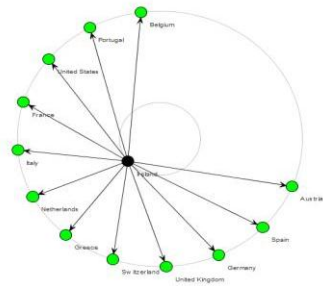 Belgium
Portugal
United States
France
Italy
Ireland
Netherlands
Austria
Greece
Spain
Switzerland
Germany
United Kingdom